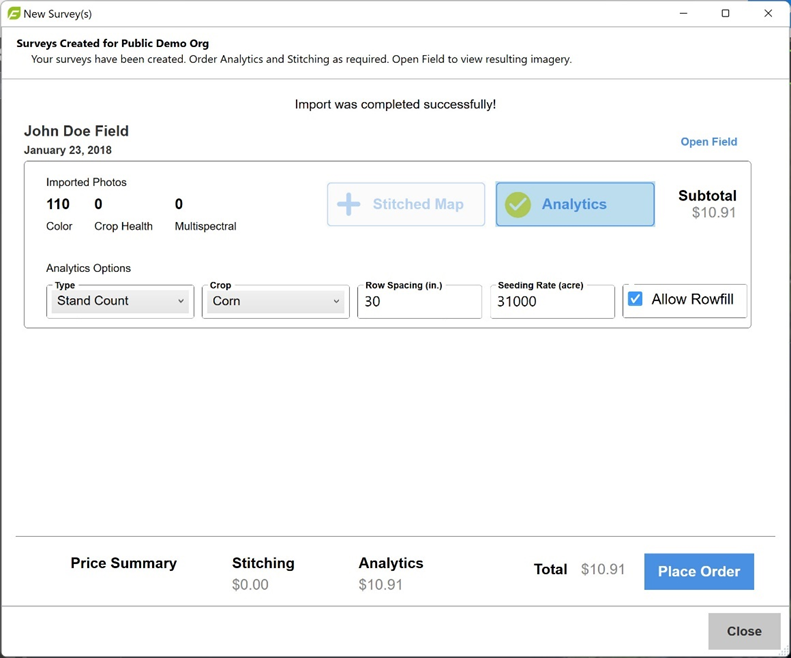 New Survey(s)
Surveys Created for Public Demo Org
Your surveys have been created. Order Analytics and Stitching as required. Open Field to view resulting imagery.
Import was completed successfully!
John Doe Field
January 23, 2018
Open Field
Imported Photos
110 0 0
Color Crop Health Multispectral
Stitched Map
Analytics
Subtotal
$10.91
Analytics Options
Type Crop Row Spacing (in.) Seeding Rate (acre)
Stand Count Corn 30 31000 Allow Rowfill
Price Summary Stitching Analytics
$0.00 $10.91
Total $10.91 Place Order
Close